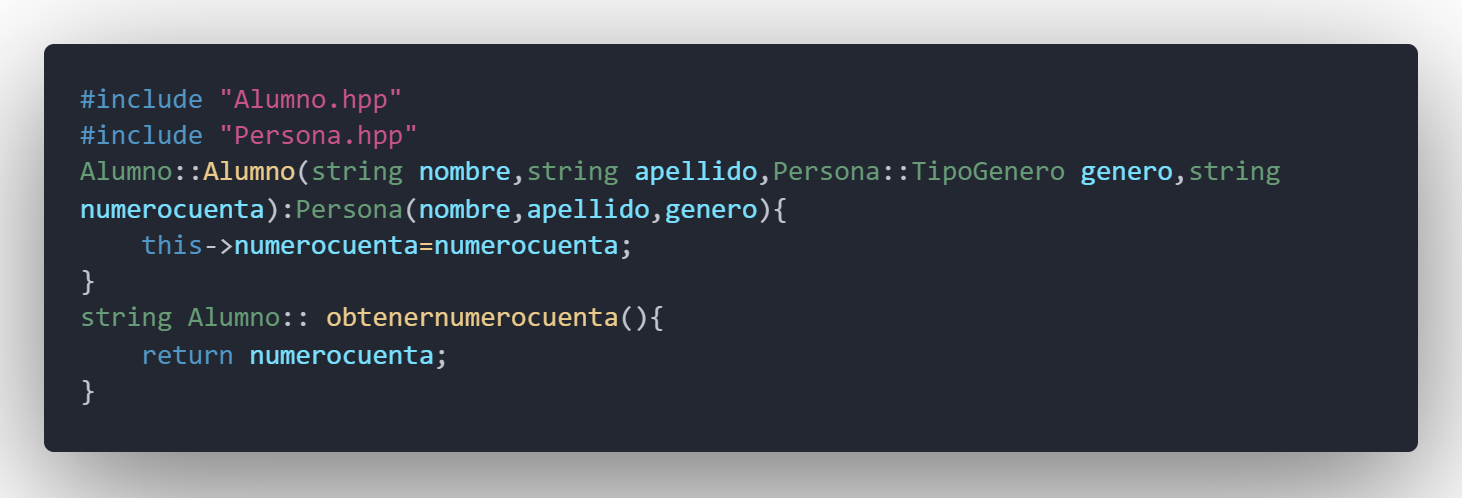 #include "Alumno.hpp"
#include "Persona.hpp"
Alumno::Alumno(string nombre,string apellido,Persona::TipoGenero genero,string
numerocuenta):Persona(nombre,apellido,genero){
    this->numerocuenta=numerocuenta;
}
string Alumno:: obtenernumerocuenta(){
    return numerocuenta;
}